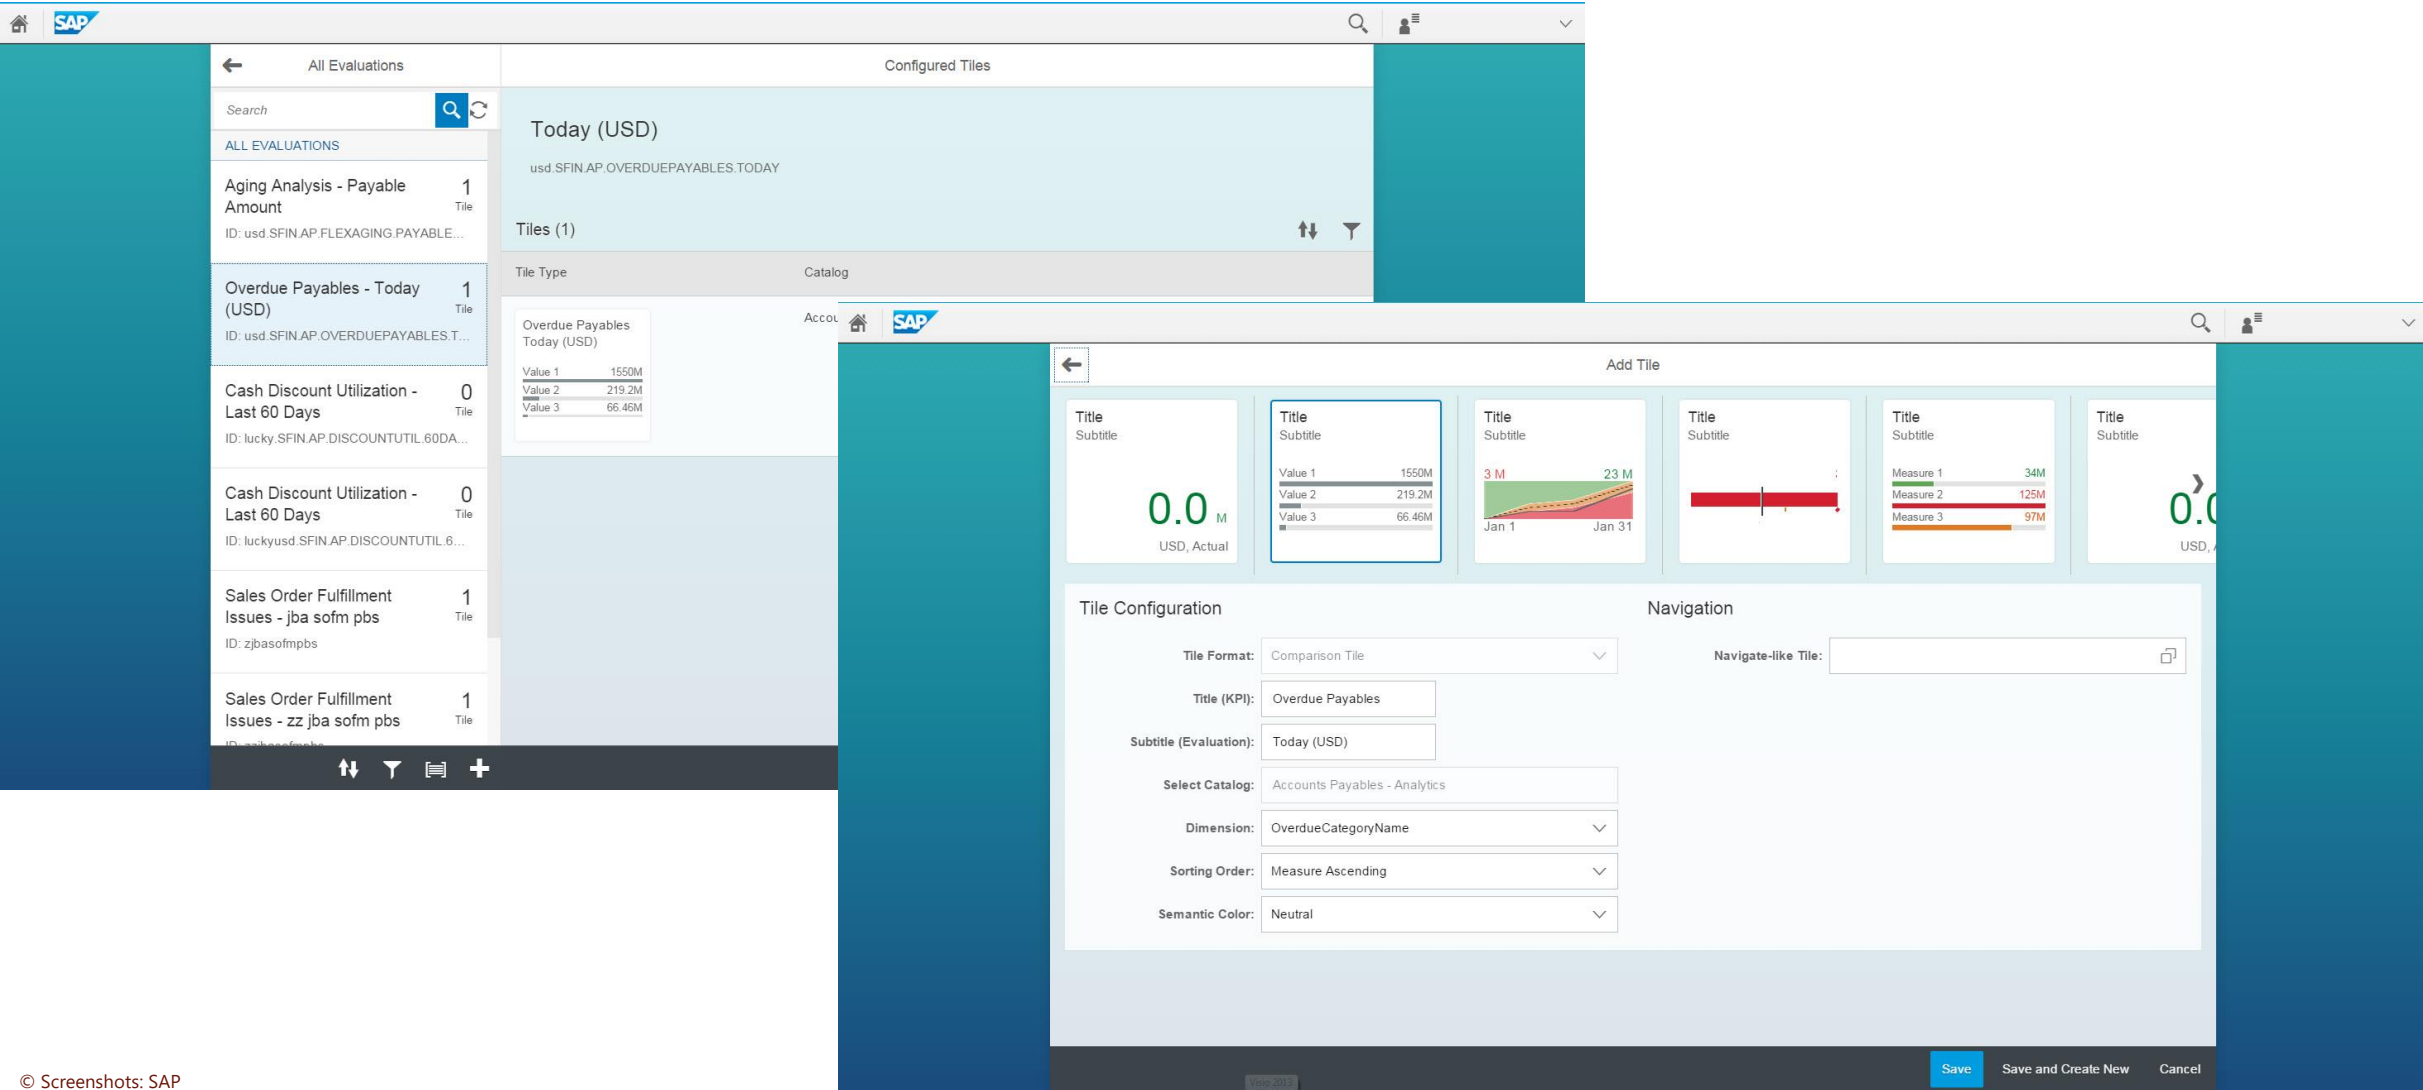 SAP
All Evaluations
Configured Tiles
Search
ALL EVALUATIONS
Aging Analysis - Payable
Amount
1
Tile
ID: usd.SFIN.AP.FLEXAGING.PAYABLE...
Overdue Payables - Today
(USD)
1
Tile
ID: usd.SFIN.AP.OVERDUEPAYABLES.T...
Cash Discount Utilization -
Last 60 Days
0
Tile
ID: lucky.SFIN.AP.DISCOUNTUTIL.60DA...
Cash Discount Utilization -
Last 60 Days
0
Tile
ID: luckyusd.SFIN.AP.DISCOUNTUTIL.6...
Sales Order Fulfillment
Issues - jba sofm pbs
1
Tile
ID: zjbasofmpbs
Sales Order Fulfillment
Issues - zz jba sofm pbs
1
Tile
Today (USD)
usd.SFIN.AP.OVERDUEPAYABLES.TODAY
Tiles (1)
Tile Type Catalog
Overdue Payables
Today (USD)
Value 1 1550M
Value 2 219.2M
Value 3 66.46M
Accou
SAP
Add Tile
Title
Subtitle
0.0 M
USD, Actual
Title
Subtitle
Value 1 1550M
Value 2 219.2M
Value 3 66.46M
Title
Subtitle
3 M 23 M
Jan 1 Jan 31
Title
Subtitle
Title
Subtitle
Measure 1 34M
Measure 2 125M
Measure 3 97M
Title
Subtitle
0.0
USD,
Tile Configuration
Tile Format: Comparison Tile
Title (KPI): Overdue Payables
Subtitle (Evaluation): Today (USD)
Select Catalog: Accounts Payables - Analytics
Dimension: OverdueCategoryName
Sorting Order: Measure Ascending
Semantic Color: Neutral
Navigation
Navigate-like Tile:
Save Save and Create New Cancel
Visio 2013
© Screenshots: SAP